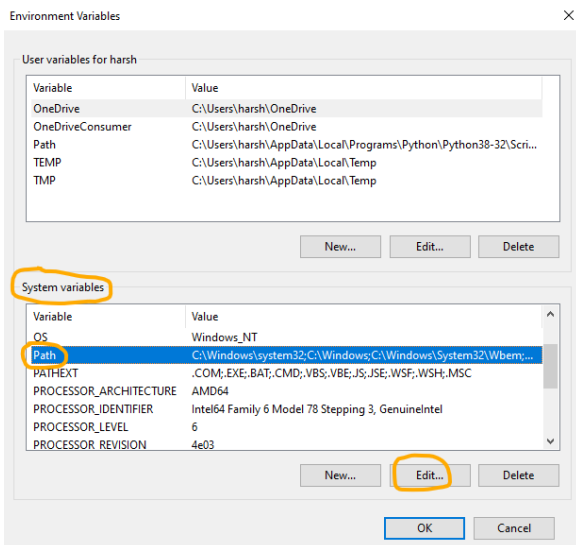 Environment Variables
User variables for harsh
Variable Value
OneDrive C:\Users\harsh\OneDrive
OneDriveConsumer C:\Users\harsh\OneDrive
Path C:\Users\harsh\AppData\Local\Programs\Python\Python38-32\Scri...
TEMP C:\Users\harsh\AppData\Local\Temp
TMP C:\Users\harsh\AppData\Local\Temp
New... Edit... Delete
System variables
Variable Value
OS Windows_NT
Path C:\Windows\system32;C:\Windows;C:\Windows\System32\Wbem;...
PATHEXT .COM;.EXE;.BAT;.CMD;.VBS;.VBE;.JS;.JSE;.WSF;.WSH;.MSC
PROCESSOR_ARCHITECTURE AMD64
PROCESSOR_IDENTIFIER Intel64 Family 6 Model 78 Stepping 3, GenuineIntel
PROCESSOR_LEVEL 6
PROCESSOR_REVISION 4e03
New... Edit... Delete
OK Cancel